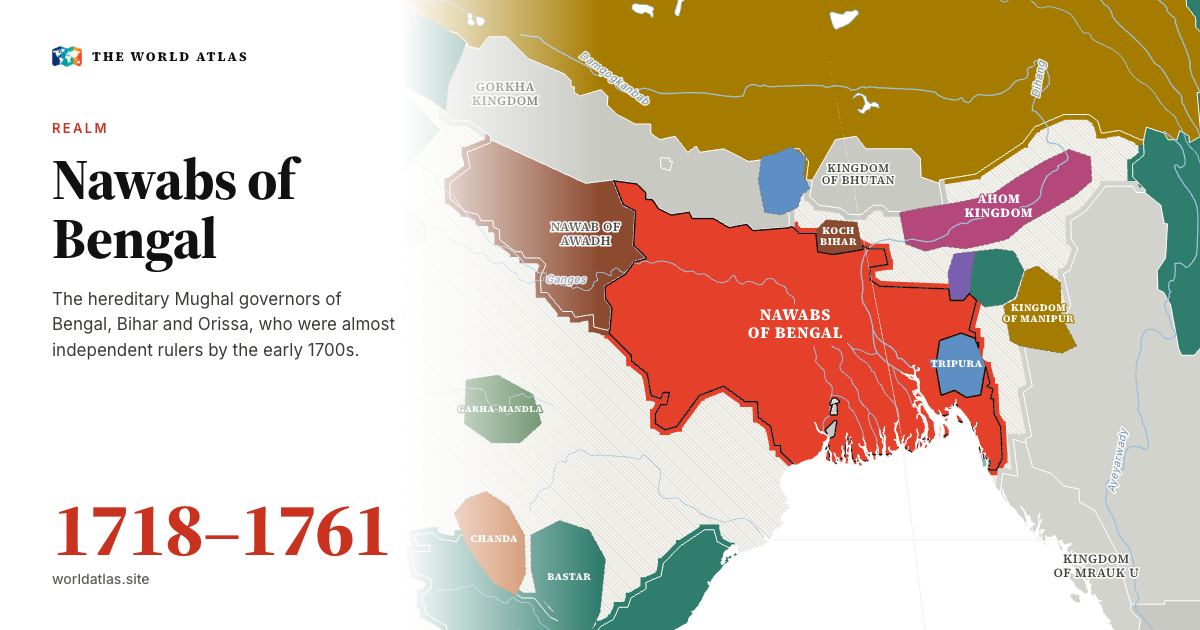 THE WORLD ATLAS
REALM
Nawabs of
Bengal
The hereditary Mughal governors of
Bengal, Bihar and Orissa, who were almost
independent rulers by the early 1700s.
1718–1761
worldatlas.site
GORKHA
KINGDOM
Damqogkanbab
Dihang
KINGDOM
OF BHUTAN
AHOM
KINGDOM
NAWAB OF
AWADH
KOCH
BIHAR
Ganges
NAWABS
OF BENGAL
KINGDOM
OF MANIPUR
TRIPURA
GARHA-MANDLA
Ayeyarwady
CHANDA
BASTAR
KINGDOM
OF MRAUK U